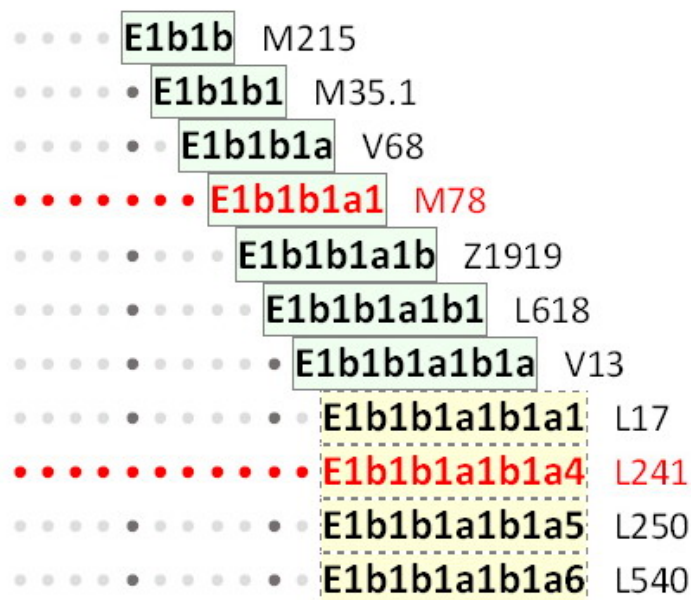 E1b1b M215
E1b1b1 M35.1
E1b1b1a V68
E1b1b1a1 M78
E1b1b1a1b Z1919
E1b1b1a1b1 L618
E1b1b1a1b1a V13
E1b1b1a1b1a1 L17
E1b1b1a1b1a4 L241
E1b1b1a1b1a5 L250
E1b1b1a1b1a6 L540